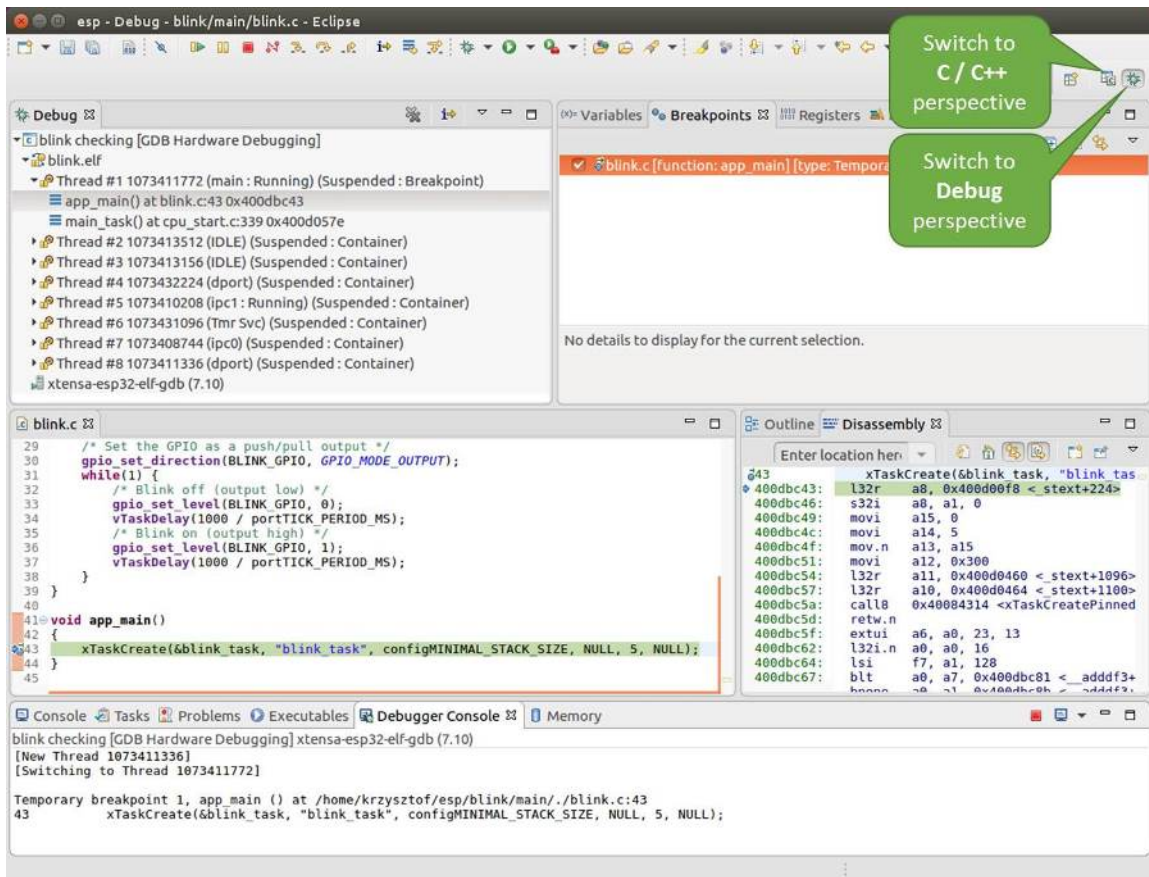 esp - Debug - blink/main/blink.c - Eclipse
Switch to
C / C++
perspective
Debug
blink checking [GDB Hardware Debugging]
blink.elf
Thread #1 1073411772 (main : Running) (Suspended : Breakpoint)
app_main() at blink.c:43 0x400dbc43
main_task() at cpu_start.c:339 0x400d057e
Thread #2 1073413512 (IDLE) (Suspended : Container)
Thread #3 1073413156 (IDLE) (Suspended : Container)
Thread #4 1073432224 (dport) (Suspended : Container)
Thread #5 1073410208 (ipc1 : Running) (Suspended : Container)
Thread #6 1073431096 (Tmr Svc) (Suspended : Container)
Thread #7 1073408744 (ipc0) (Suspended : Container)
Thread #8 1073411336 (dport) (Suspended : Container)
xtensa-esp32-elf-gdb (7.10)
(x)= Variables Breakpoints Registers
blink.c [function: app_main] [type: Tempora
Switch to
Debug
perspective
No details to display for the current selection.
blink.c
29 /* Set the GPIO as a push/pull output */
30 gpio_set_direction(BLINK_GPIO, GPIO_MODE_OUTPUT);
31 while(1) {
32 /* Blink off (output low) */
33 gpio_set_level(BLINK_GPIO, 0);
34 vTaskDelay(1000 / portTICK_PERIOD_MS);
35 /* Blink on (output high) */
36 gpio_set_level(BLINK_GPIO, 1);
37 vTaskDelay(1000 / portTICK_PERIOD_MS);
38 }
39 }
40
41 void app_main()
42 {
43 xTaskCreate(&blink_task, "blink_task", configMINIMAL_STACK_SIZE, NULL, 5, NULL);
44 }
45
Outline Disassembly
Enter location her
43 xTaskCreate(&blink_task, "blink_tas
400dbc43: l32r a8, 0x400d00f8 <_stext+224>
400dbc46: s32i a8, a1, 0
400dbc49: movi a15, 0
400dbc4c: movi a14, 5
400dbc4f: mov.n a13, a15
400dbc51: movi a12, 0x300
400dbc54: l32r a11, 0x400d0460 <_stext+1096>
400dbc57: l32r a10, 0x400d0464 <_stext+1100>
400dbc5a: call8 0x40084314 <xTaskCreatePinned
400dbc5d: retw.n
400dbc5f: extui a6, a0, 23, 13
400dbc62: l32i.n a0, a0, 16
400dbc64: lsi f7, a1, 128
400dbc67: blt a0, a7, 0x400dbc81 <__adddf3+
Console Tasks Problems Executables Debugger Console Memory
blink checking [GDB Hardware Debugging] xtensa-esp32-elf-gdb (7.10)
[New Thread 1073411336]
[Switching to Thread 1073411772]
Temporary breakpoint 1, app_main () at /home/krzysztof/esp/blink/main/./blink.c:43
43 xTaskCreate(&blink_task, "blink_task", configMINIMAL_STACK_SIZE, NULL, 5, NULL);